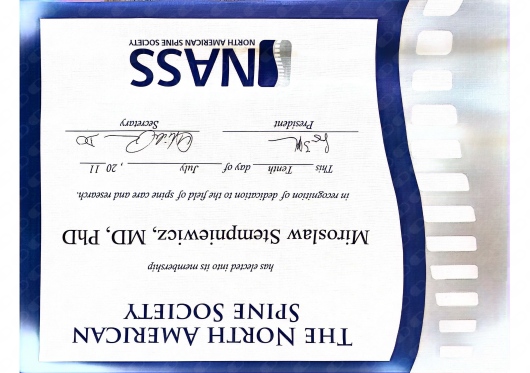 THE NORTH AMERICAN
SPINE SOCIETY
has elected into its membership
Miroslaw Stempniewicz, MD, PhD
in recognition of dedication to the field of spine care and research.
This Tenth day of July , 20 11
DO
President Secretary
NASS
NORTH AMERICAN SPINE SOCIETY